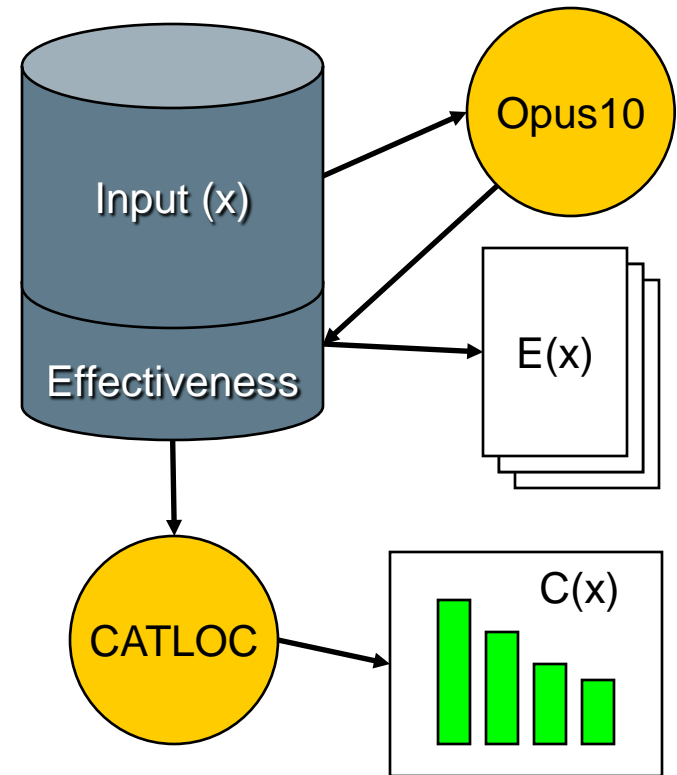 Input (x)
Opus10
E(x)
Effectiveness
CATLOC
C(x)